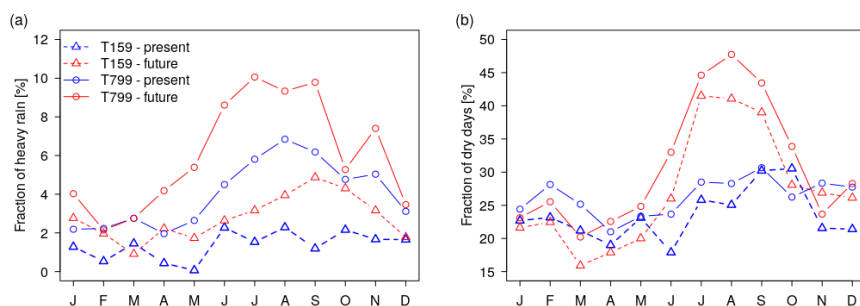 (a)
Fraction of heavy rain [%]
12
10
8
6
4
2
0
T159 - present
T159 - future
T799 - present
T799 - future
J F M A M J J A S O N D
(b)
Fraction of dry days [%]
50
45
40
35
30
25
20
15
J F M A M J J A S O N D